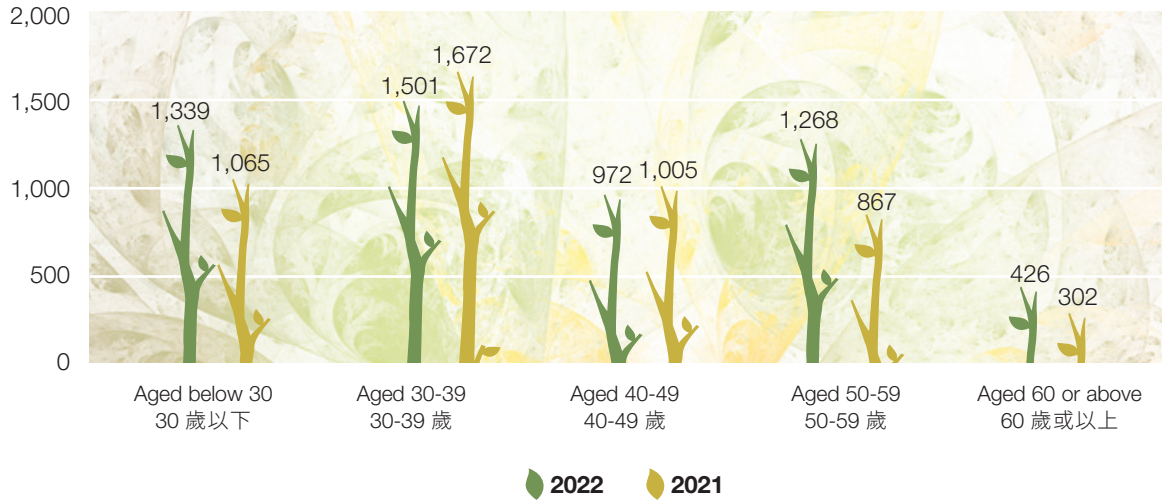 2,000
1,500
1,000
500
0
1,339
1,065
1,501
1,672
972
1,005
1,268
867
426
302
Aged below 30
30 歲以下
Aged 30-39
30-39 歲
Aged 40-49
40-49 歲
Aged 50-59
50-59 歲
Aged 60 or above
60 歲或以上
2022
2021